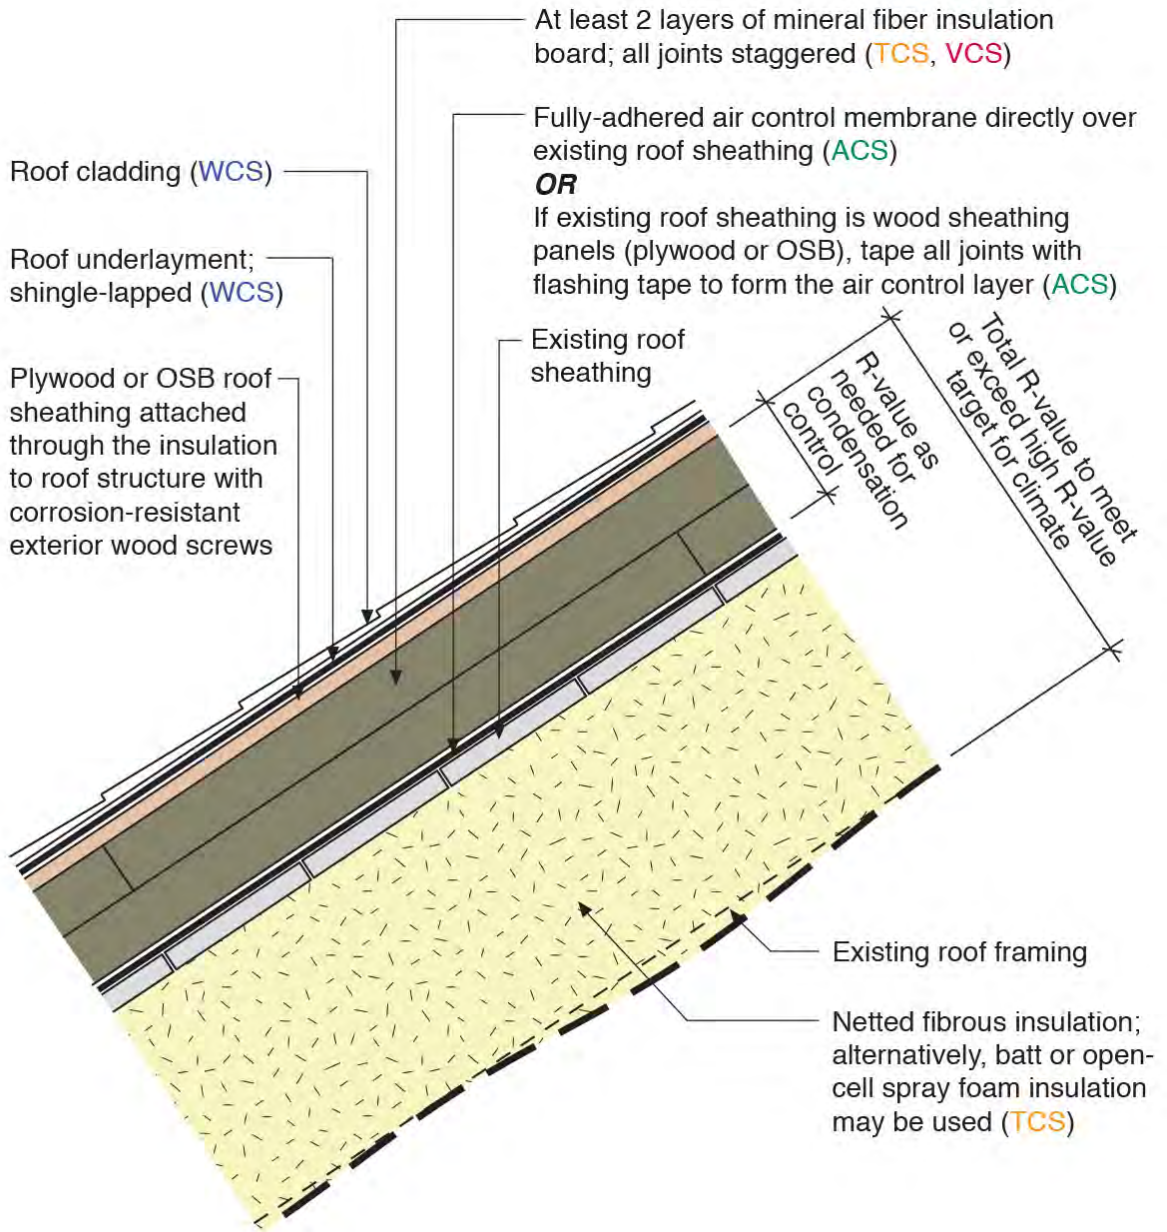 At least 2 layers of mineral fiber insulation
board; all joints staggered (TCS, VCS)
Fully-adhered air control membrane directly over
existing roof sheathing (ACS)
OR
If existing roof sheathing is wood sheathing
panels (plywood or OSB), tape all joints with
flashing tape to form the air control layer (ACS)
Roof cladding (WCS)
Roof underlayment;
shingle-lapped (WCS)
Plywood or OSB roof
sheathing attached
through the insulation
to roof structure with
corrosion-resistant
exterior wood screws
Existing roof
sheathing
R-value as
needed for
condensation
control
Total R-value to meet
or exceed high R-value
target for climate
Existing roof framing
Netted fibrous insulation;
alternatively, batt or open-
cell spray foam insulation
may be used (TCS)